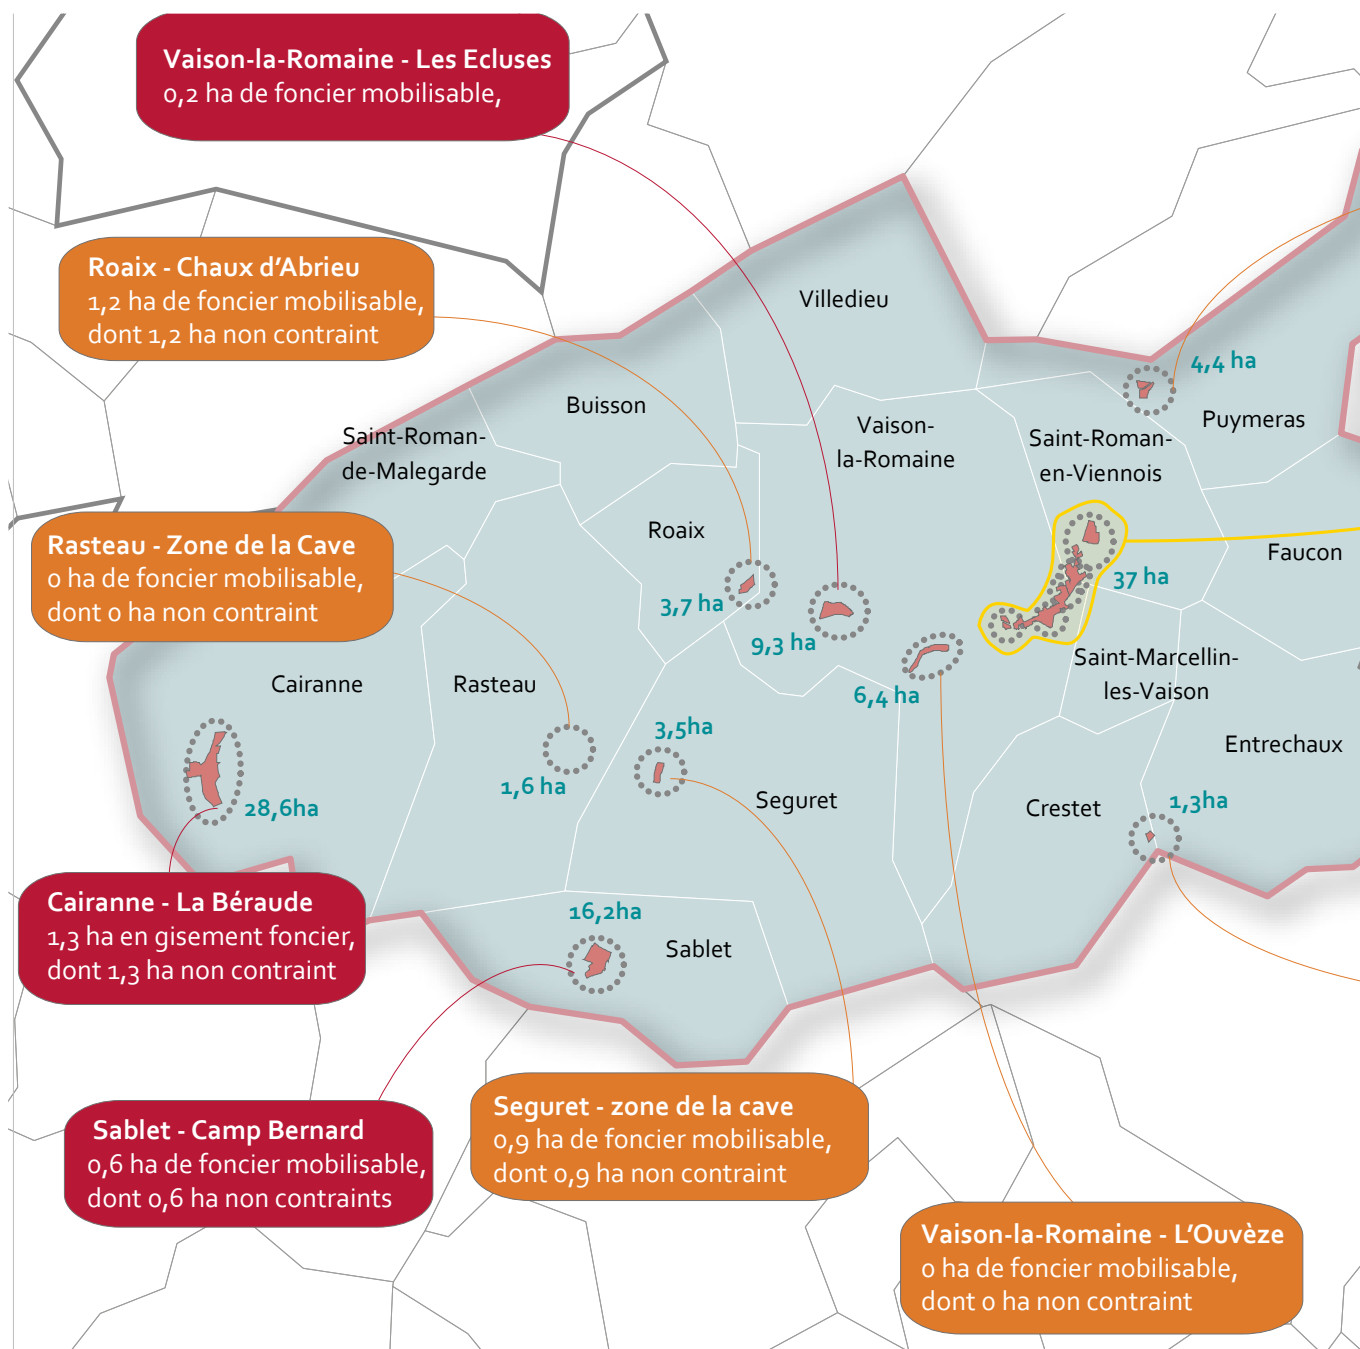 Vaison-la-Romaine - Les Ecluses
0,2 ha de foncier mobilisable,
Roaix - Chaux d'Abrieu
1,2 ha de foncier mobilisable,
dont 1,2 ha non contraint
Villedieu
4,4 ha
Puymeras
Buisson
Saint-Roman-
de-Malegarde
Vaison-
la-Romaine
Saint-Roman-
en-Viennois
Rasteau - Zone de la Cave
0 ha de foncier mobilisable,
dont 0 ha non contraint
Roaix
Faucon
37 ha
3,7 ha
9,3 ha
6,4 ha
Saint-Marcellin-
les-Vaison
Cairanne
Rasteau
3,5ha
Entrechaux
1,6 ha
28,6ha
Seguret
Crestet
1,3ha
Cairanne - La Béraude
1,3 ha en gisement foncier,
dont 1,3 ha non contraint
16,2ha
Sablet
Sablet - Camp Bernard
0,6 ha de foncier mobilisable,
dont 0,6 ha non contraints
Seguret - zone de la cave
0,9 ha de foncier mobilisable,
dont 0,9 ha non contraint
Vaison-la-Romaine - L'Ouvèze
0 ha de foncier mobilisable,
dont 0 ha non contraint